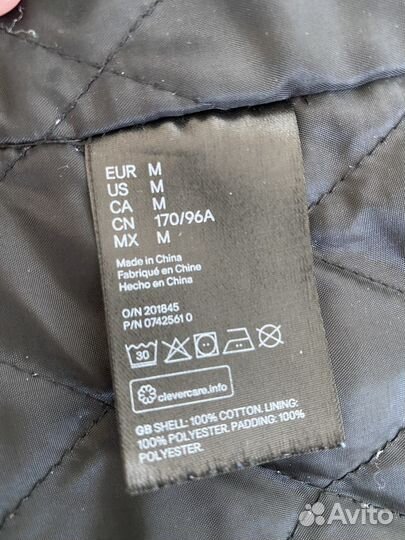 EUR M
US M
CA M
CN 170/96A
MX M
Made in China
Fabriqué en Chine
Hecho en China
O/N 201845
P/N 0742561 0
30
clevercare.info
GB SHELL: 100% COTTON. LINING:
100% POLYESTER. PADDING: 100%
POLYESTER.
Avito